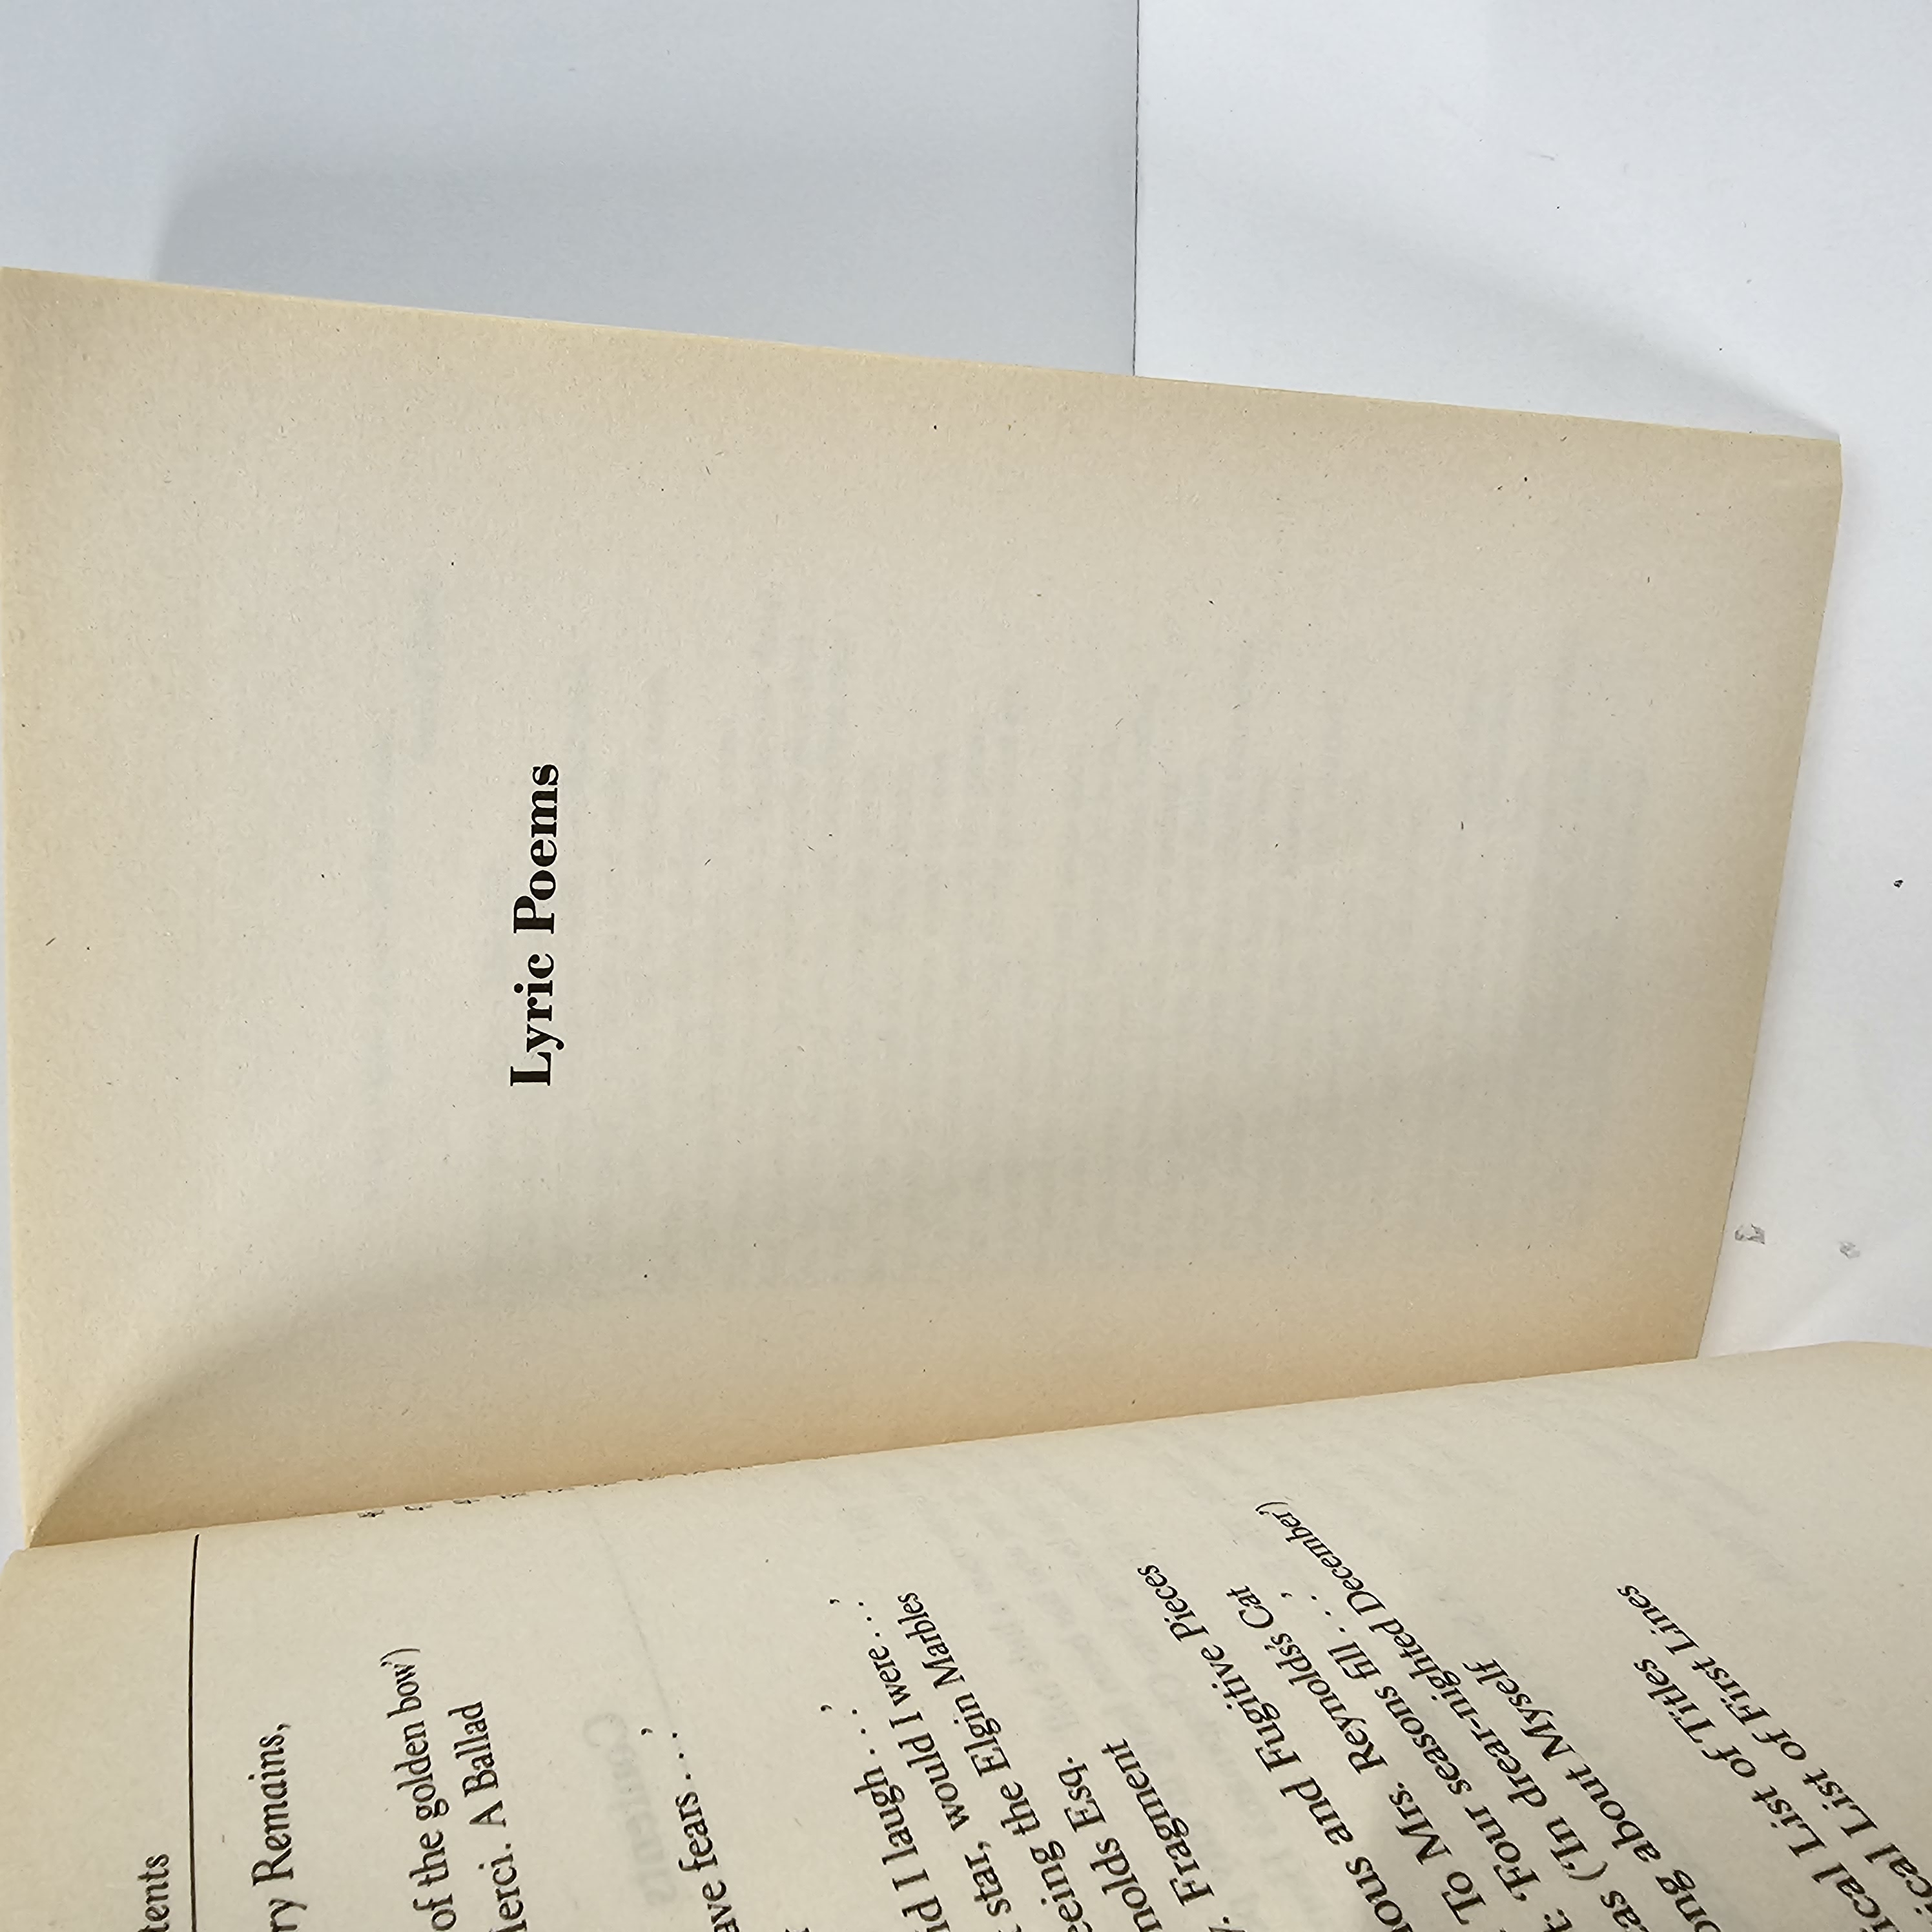 tents
ry Remains,
of the golden bow')
erci. A Ballad
ave fears . . .'
id I laugh . . .'
star, would I were . . .'
eeing the Elgin Marbles
nolds Esq.
. Fragment
ous and Fugitive Pieces
To Mrs. Reynolds's Cat
t: 'Four seasons fill . . .'
as ('In drear-nighted December')
ong about Myself
ical List of Titles
ical List of First Lines
Contents
Lyric Poems